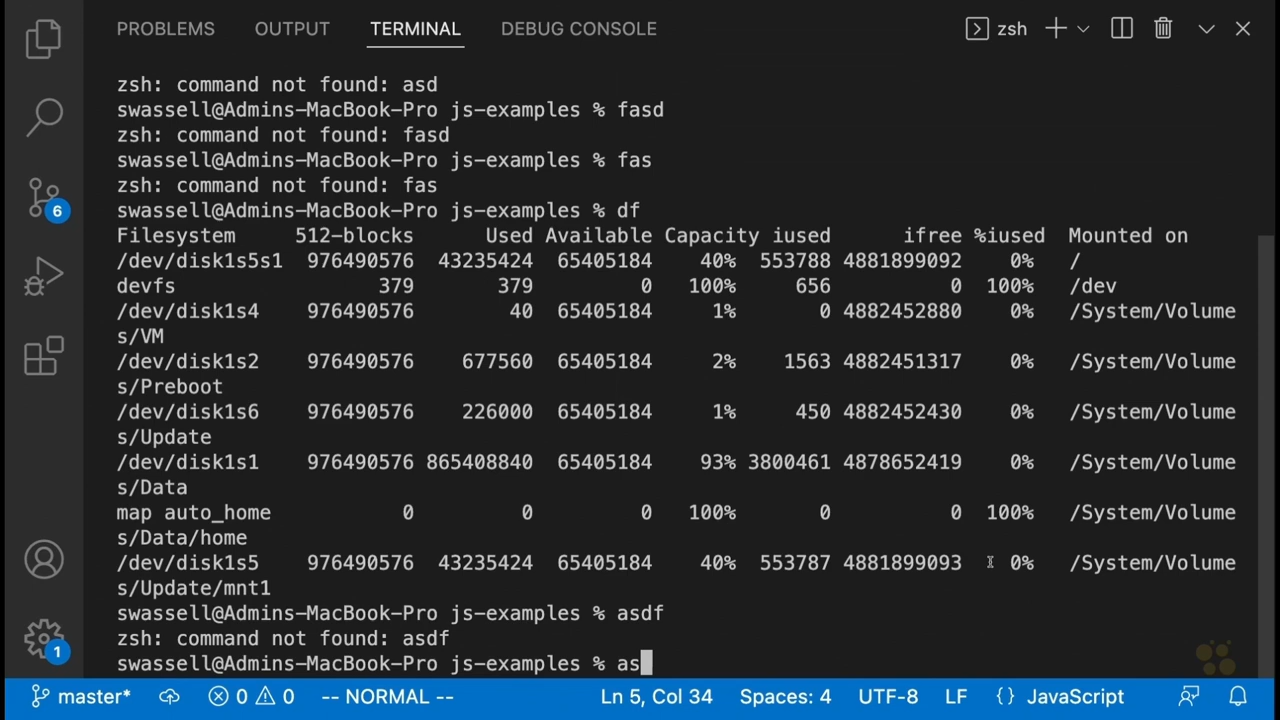 PROBLEMS OUTPUT TERMINAL DEBUG CONSOLE zsh
zsh: command not found: asd
swassell@Admins-MacBook-Pro js-examples % fasd
zsh: command not found: fasd
swassell@Admins-MacBook-Pro js-examples % fas
zsh: command not found: fas
swassell@Admins-MacBook-Pro js-examples % df
Filesystem 512-blocks Used Available Capacity iused ifree %iused Mounted on
/dev/disk1s5s1 976490576 43235424 65405184 40% 553788 4881899092 0% /
devfs 379 379 0 100% 656 0 100% /dev
/dev/disk1s4 976490576 40 65405184 1% 0 4882452880 0% /System/Volume
s/VM
/dev/disk1s2 976490576 677560 65405184 2% 1563 4882451317 0% /System/Volume
s/Preboot
/dev/disk1s6 976490576 226000 65405184 1% 450 4882452430 0% /System/Volume
s/Update
/dev/disk1s1 976490576 865408840 65405184 93% 3800461 4878652419 0% /System/Volume
s/Data
map auto_home 0 0 0 100% 0 0 100% /System/Volume
s/Data/home
/dev/disk1s5 976490576 43235424 65405184 40% 553787 4881899093 0% /System/Volume
s/Update/mnt1
swassell@Admins-MacBook-Pro js-examples % asdf
zsh: command not found: asdf
swassell@Admins-MacBook-Pro js-examples % as
6
1
master* 0 0 -- NORMAL -- Ln 5, Col 34 Spaces: 4 UTF-8 LF {} JavaScript